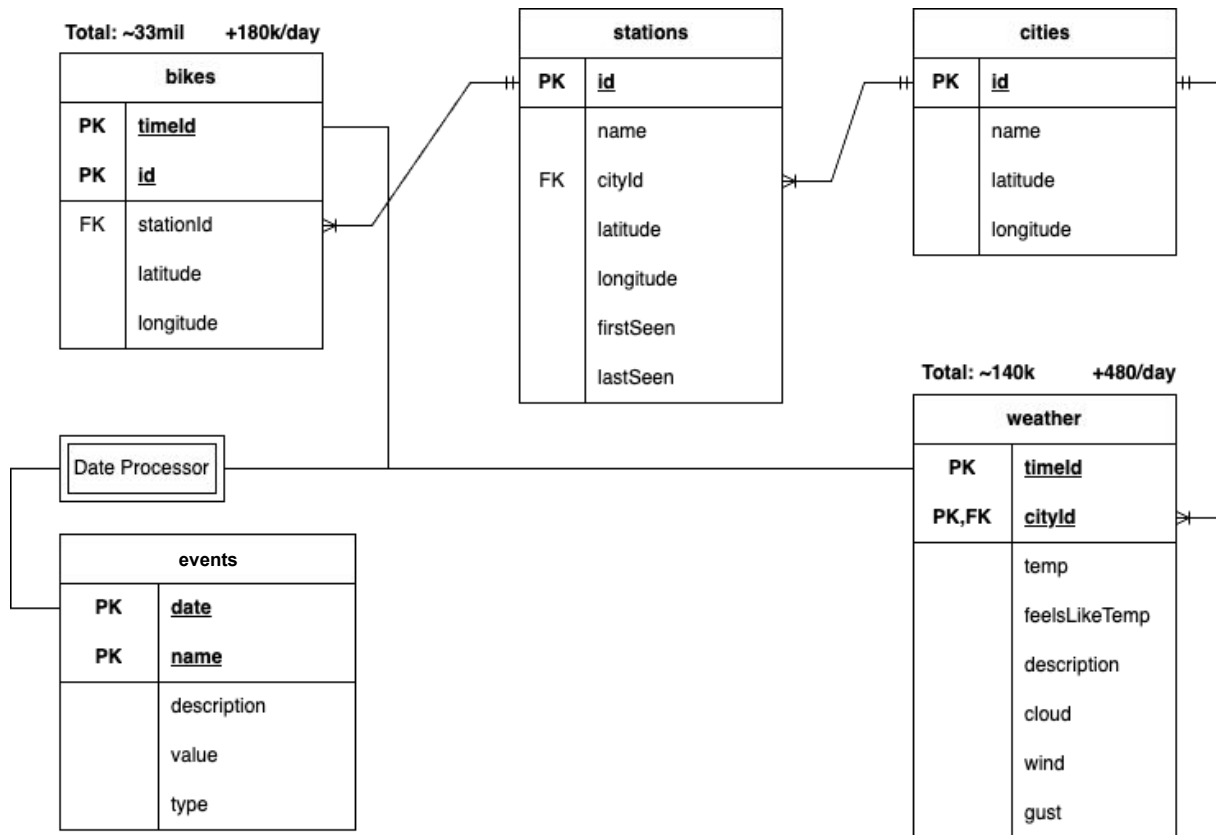 Total: ~33mil +180k/day
bikes
PK timeId
PK id
FK stationId
latitude
longitude
stations
PK id
name
FK cityId
latitude
longitude
firstSeen
lastSeen
cities
PK id
name
latitude
longitude
Total: ~140k +480/day
weather
PK timeId
PK,FK cityId
temp
feelsLikeTemp
description
cloud
wind
gust
Date Processor
events
PK date
PK name
description
value
type